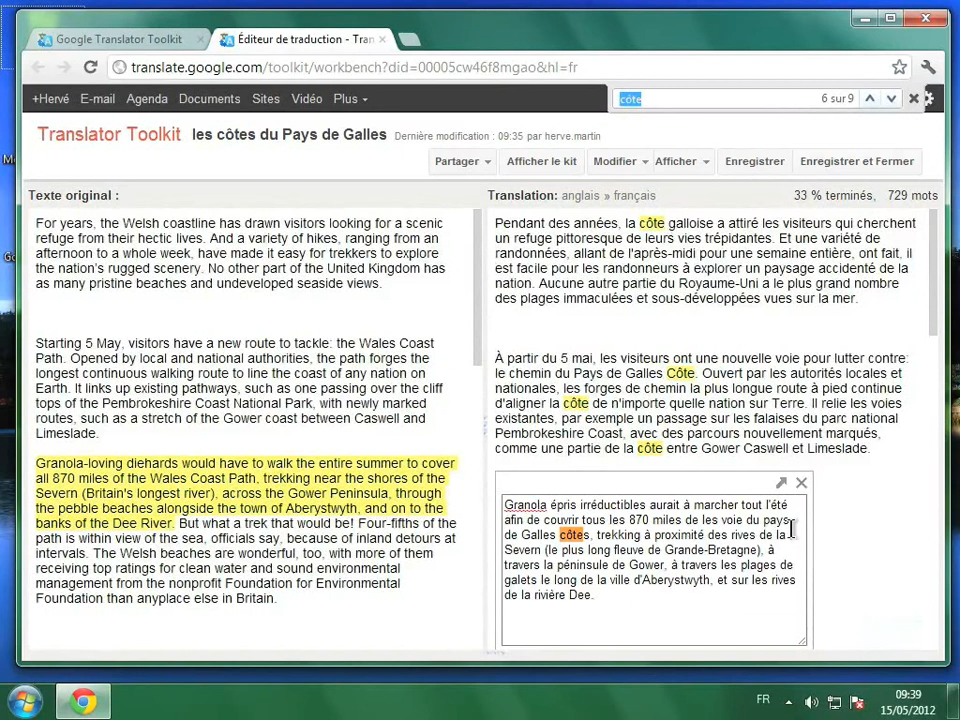 Google Translator Toolkit
Éditeur de traduction - Tran
translate.google.com/toolkit/workbench?did=00005cw46f8mgao&hl=fr
+Hervé E-mail Agenda Documents Sites Vidéo Plus
côte 6 sur 9
Translator Toolkit les côtes du Pays de Galles Dernière modification : 09:35 par herve.martin
Partager Afficher le kit Modifier Afficher Enregistrer Enregistrer et Fermer
Texte original :
For years, the Welsh coastline has drawn visitors looking for a scenic
refuge from their hectic lives. And a variety of hikes, ranging from an
afternoon to a whole week, have made it easy for trekkers to explore
the nation's rugged scenery. No other part of the United Kingdom has
as many pristine beaches and undeveloped seaside views.
Starting 5 May, visitors have a new route to tackle: the Wales Coast
Path. Opened by local and national authorities, the path forges the
longest continuous walking route to line the coast of any nation on
Earth. It links up existing pathways, such as one passing over the cliff
tops of the Pembrokeshire Coast National Park, with newly marked
routes, such as a stretch of the Gower coast between Caswell and
Limeslade.
Granola-loving diehards would have to walk the entire summer to cover
all 870 miles of the Wales Coast Path, trekking near the shores of the
Severn (Britain's longest river), across the Gower Peninsula, through
the pebble beaches alongside the town of Aberystwyth, and on to the
banks of the Dee River. But what a trek that would be! Four-fifths of the
path is within view of the sea, officials say, because of inland detours at
intervals. The Welsh beaches are wonderful, too, with more of them
receiving top ratings for clean water and sound environmental
management from the nonprofit Foundation for Environmental
Foundation than anyplace else in Britain.
Translation: anglais » français 33 % terminés, 729 mots
Pendant des années, la côte galloise a attiré les visiteurs qui cherchent
un refuge pittoresque de leurs vies trépidantes. Et une variété de
randonnées, allant de l'après-midi pour une semaine entière, ont fait, il
est facile pour les randonneurs à explorer un paysage accidenté de la
nation. Aucune autre partie du Royaume-Uni a le plus grand nombre
des plages immaculées et sous-développées vues sur la mer.
À partir du 5 mai, les visiteurs ont une nouvelle voie pour lutter contre:
le chemin du Pays de Galles Côte. Ouvert par les autorités locales et
nationales, les forges de chemin la plus longue route à pied continue
d'aligner la côte de n'importe quelle nation sur Terre. Il relie les voies
existantes, par exemple un passage sur les falaises du parc national
Pembrokeshire Coast, avec des parcours nouvellement marqués,
comme une partie de la côte entre Gower Caswell et Limeslade.
Granola épris irréductibles aurait à marcher tout l'été
afin de couvrir tous les 870 miles de les voie du pays
de Galles côtes, trekking à proximité des rives de la
Severn (le plus long fleuve de Grande-Bretagne), à
travers la péninsule de Gower, à travers les plages de
galets le long de la ville d'Aberystwyth, et sur les rives
de la rivière Dee.
FR
09:39
15/05/2012